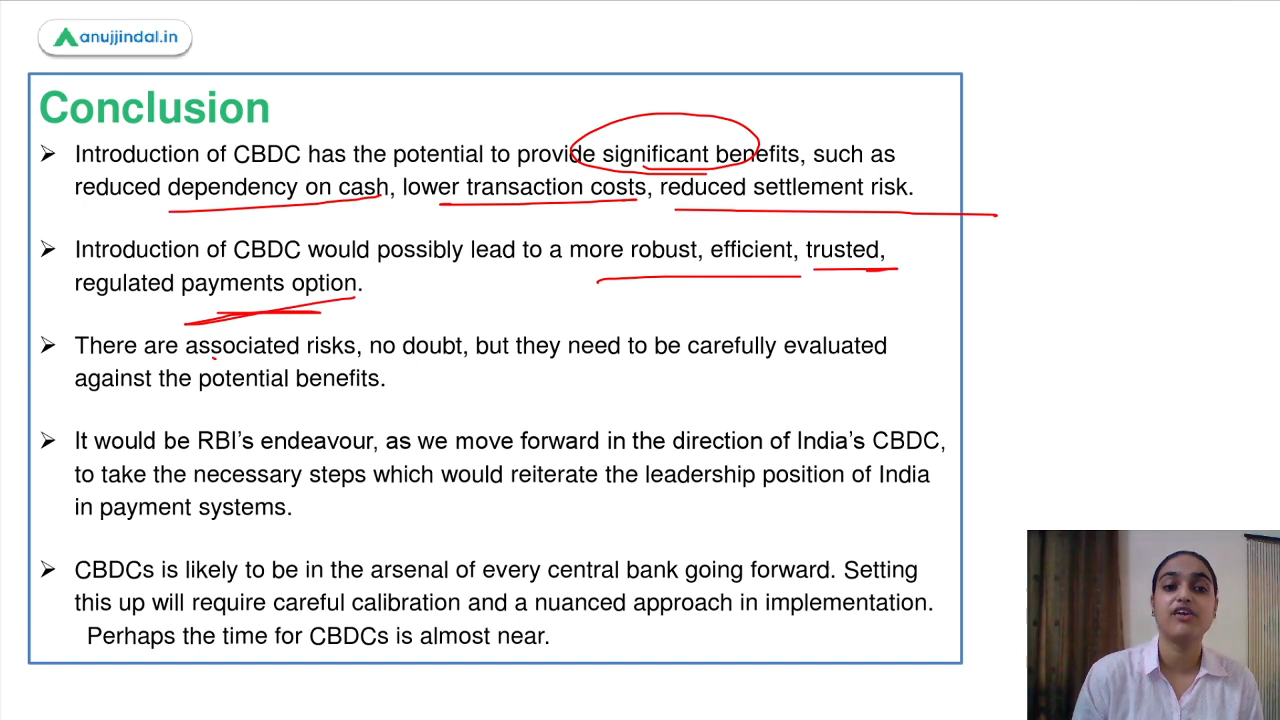 anujjindal.in
Conclusion
➢ Introduction of CBDC has the potential to provide significant benefits, such as
reduced dependency on cash, lower transaction costs, reduced settlement risk.
➢ Introduction of CBDC would possibly lead to a more robust, efficient, trusted,
regulated payments option.
➢ There are associated risks, no doubt, but they need to be carefully evaluated
against the potential benefits.
➢ It would be RBI's endeavour, as we move forward in the direction of India's CBDC,
to take the necessary steps which would reiterate the leadership position of India
in payment systems.
➢ CBDCs is likely to be in the arsenal of every central bank going forward. Setting
this up will require careful calibration and a nuanced approach in implementation.
Perhaps the time for CBDCs is almost near.